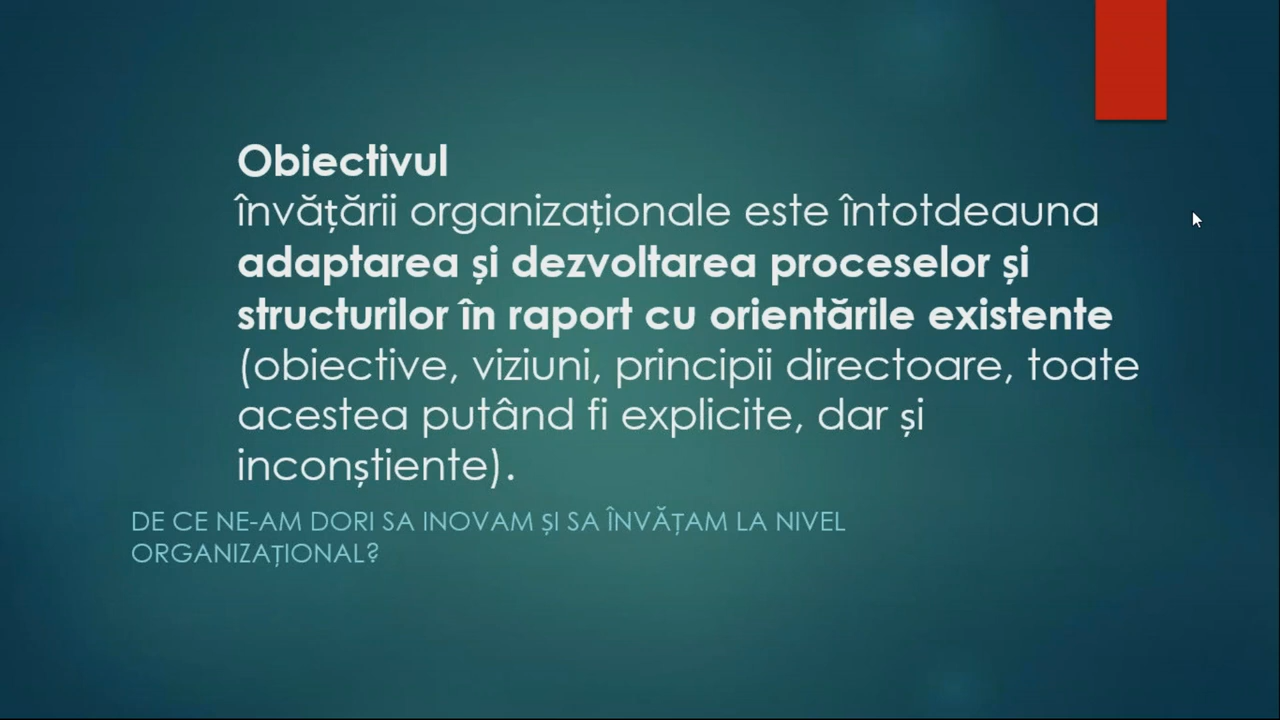 Obiectivul
învățării organizaționale este întotdeauna
adaptarea și dezvoltarea proceselor și
structurilor în raport cu orientările existente
(obiective, viziuni, principii directoare, toate
acestea putând fi explicite, dar și
inconștiente).
DE CE NE-AM DORI SA INOVAM ȘI SA ÎNVĂȚAM LA NIVEL
ORGANIZAȚIONAL?